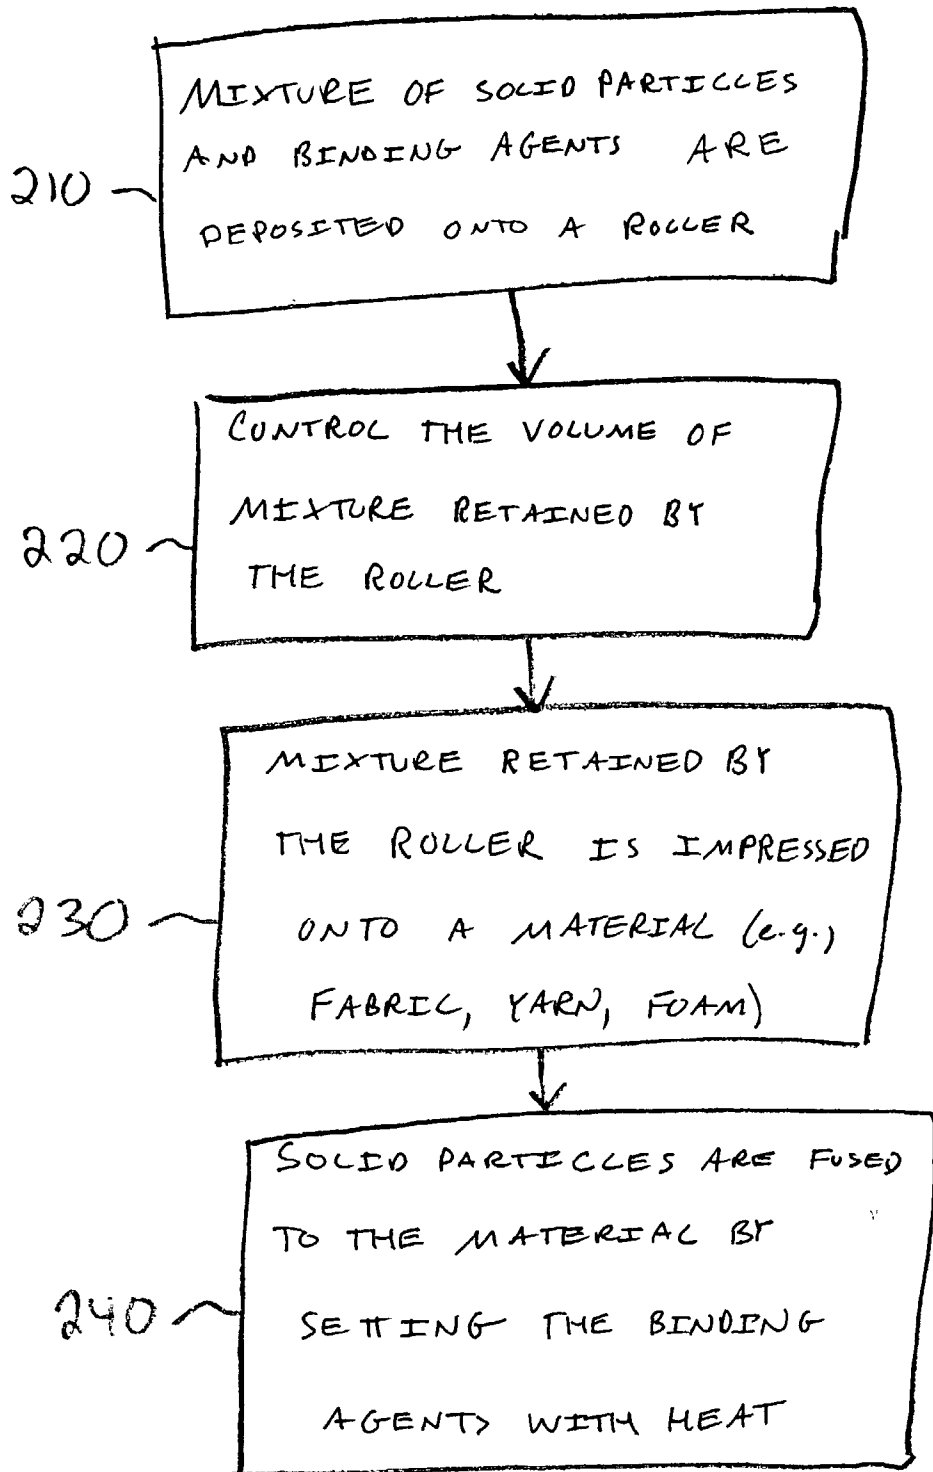 MIXTURE OF SOLID PARTICLES
AND BINDING AGENTS ARE
210
DEPOSITED ONTO A ROLLER
CONTROL THE VOLUME OF
MIXTURE RETAINED BY
220
THE ROLLER
MIXTURE RETAINED BY
THE ROLLER IS IMPRESSED
230
ONTO A MATERIAL (e.g.,
FABRIC, YARN, FOAM)
SOLID PARTICLES ARE FUSED
TO THE MATERIAL BY
240
SETTING THE BINDING
AGENTS WITH HEAT